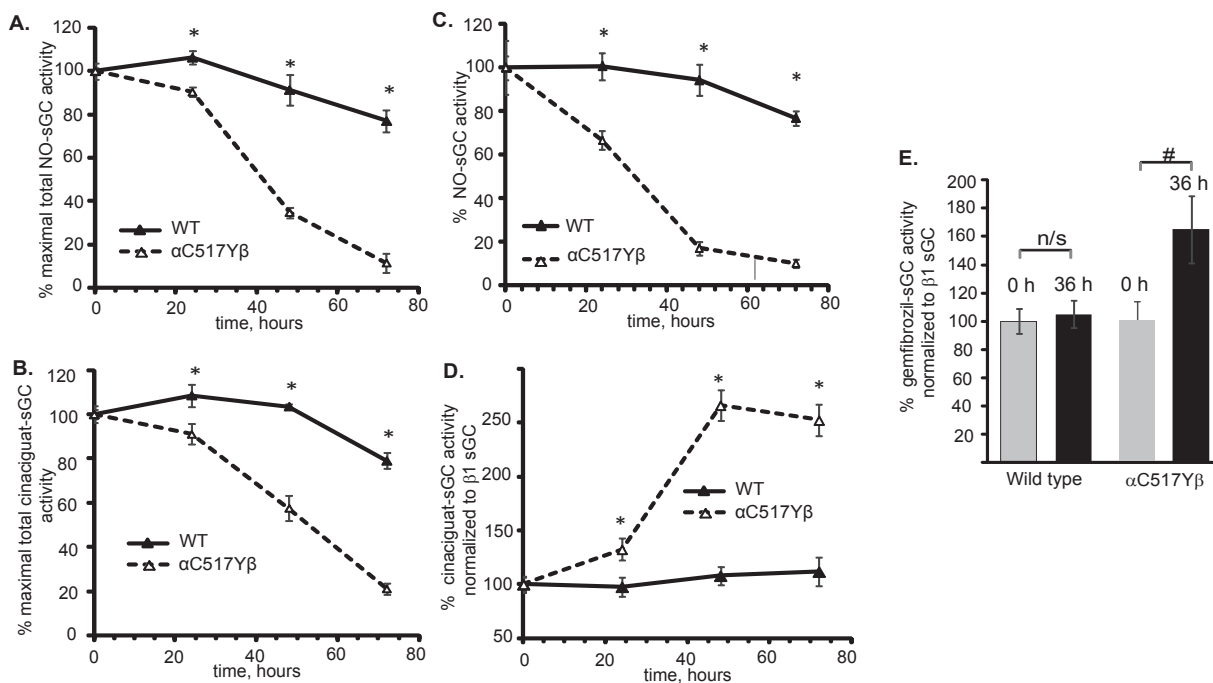 A.
% maximal total NO-sGC activity
120
100
80
60
40
20
0
*
*
*
WT
αC517Yβ
0
20
40
60
80
time, hours
B.
% maximal total cinaciguat-sGC
activity
120
100
80
60
40
20
0
*
*
*
WT
αC517Yβ
0
20
40
60
80
time, hours
C.
% NO-sGC activity
120
100
80
60
40
20
0
*
*
*
WT
αC517Yβ
0
20
40
60
80
time, hours
D.
% cinaciguat-sGC activity
normalized to β1 sGC
250
200
150
100
50
*
*
*
WT
αC517Yβ
0
20
40
60
80
time, hours
E.
% gemfibrozil-sGC activity
normalized to β1 sGC
200
180
160
140
120
100
80
60
40
20
#
n/s
0 h
36 h
0 h
36 h
Wild type
αC517Yβ